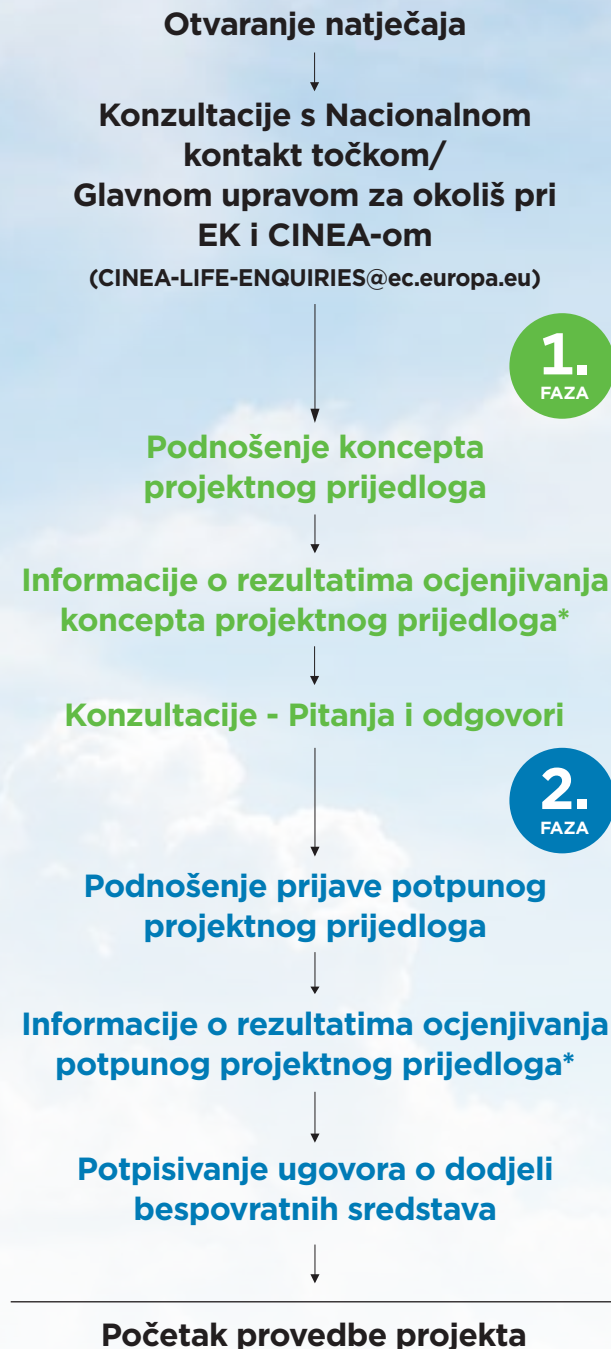 Otvaranje natječaja
Konzultacije s Nacionalnom
kontakt točkom/
Glavnom upravom za okoliš pri
EK i CINEA-om
(CINEA-LIFE-ENQUIRIES@ec.europa.eu)
1.
FAZA
Podnošenje koncepta
projektnog prijedloga
Informacije o rezultatima ocjenjivanja
koncepta projektnog prijedloga*
Konzultacije - Pitanja i odgovori
2.
FAZA
Podnošenje prijave potpunog
projektnog prijedloga
Informacije o rezultatima ocjenjivanja
potpunog projektnog prijedloga*
Potpisivanje ugovora o dodjeli
bespovratnih sredstava
Početak provedbe projekta